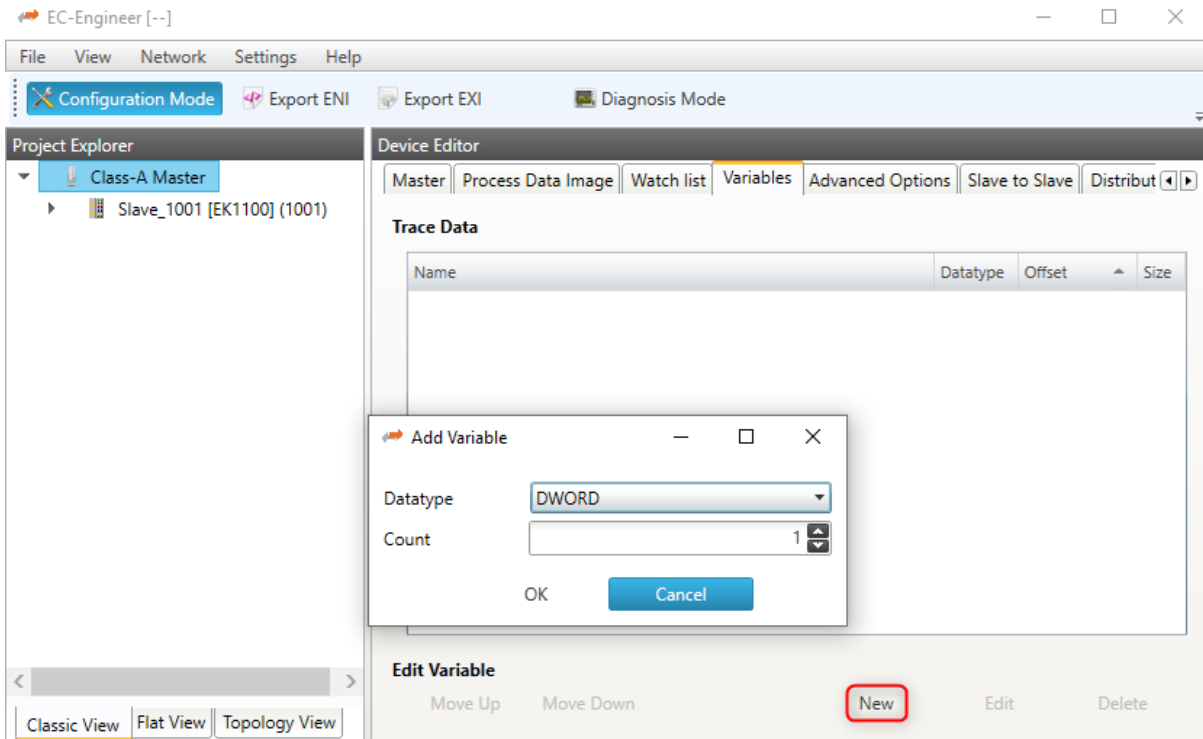 EC-Engineer [--]
File View Network Settings Help
Configuration Mode Export ENI Export EXI Diagnosis Mode
Project Explorer
Class-A Master
Slave_1001 [EK1100] (1001)
Classic View Flat View Topology View
Device Editor
Master Process Data Image Watch list Variables Advanced Options Slave to Slave Distribut
Trace Data
Name Datatype Offset Size
Add Variable
Datatype DWORD
Count 1
OK Cancel
Edit Variable
Move Up Move Down New Edit Delete